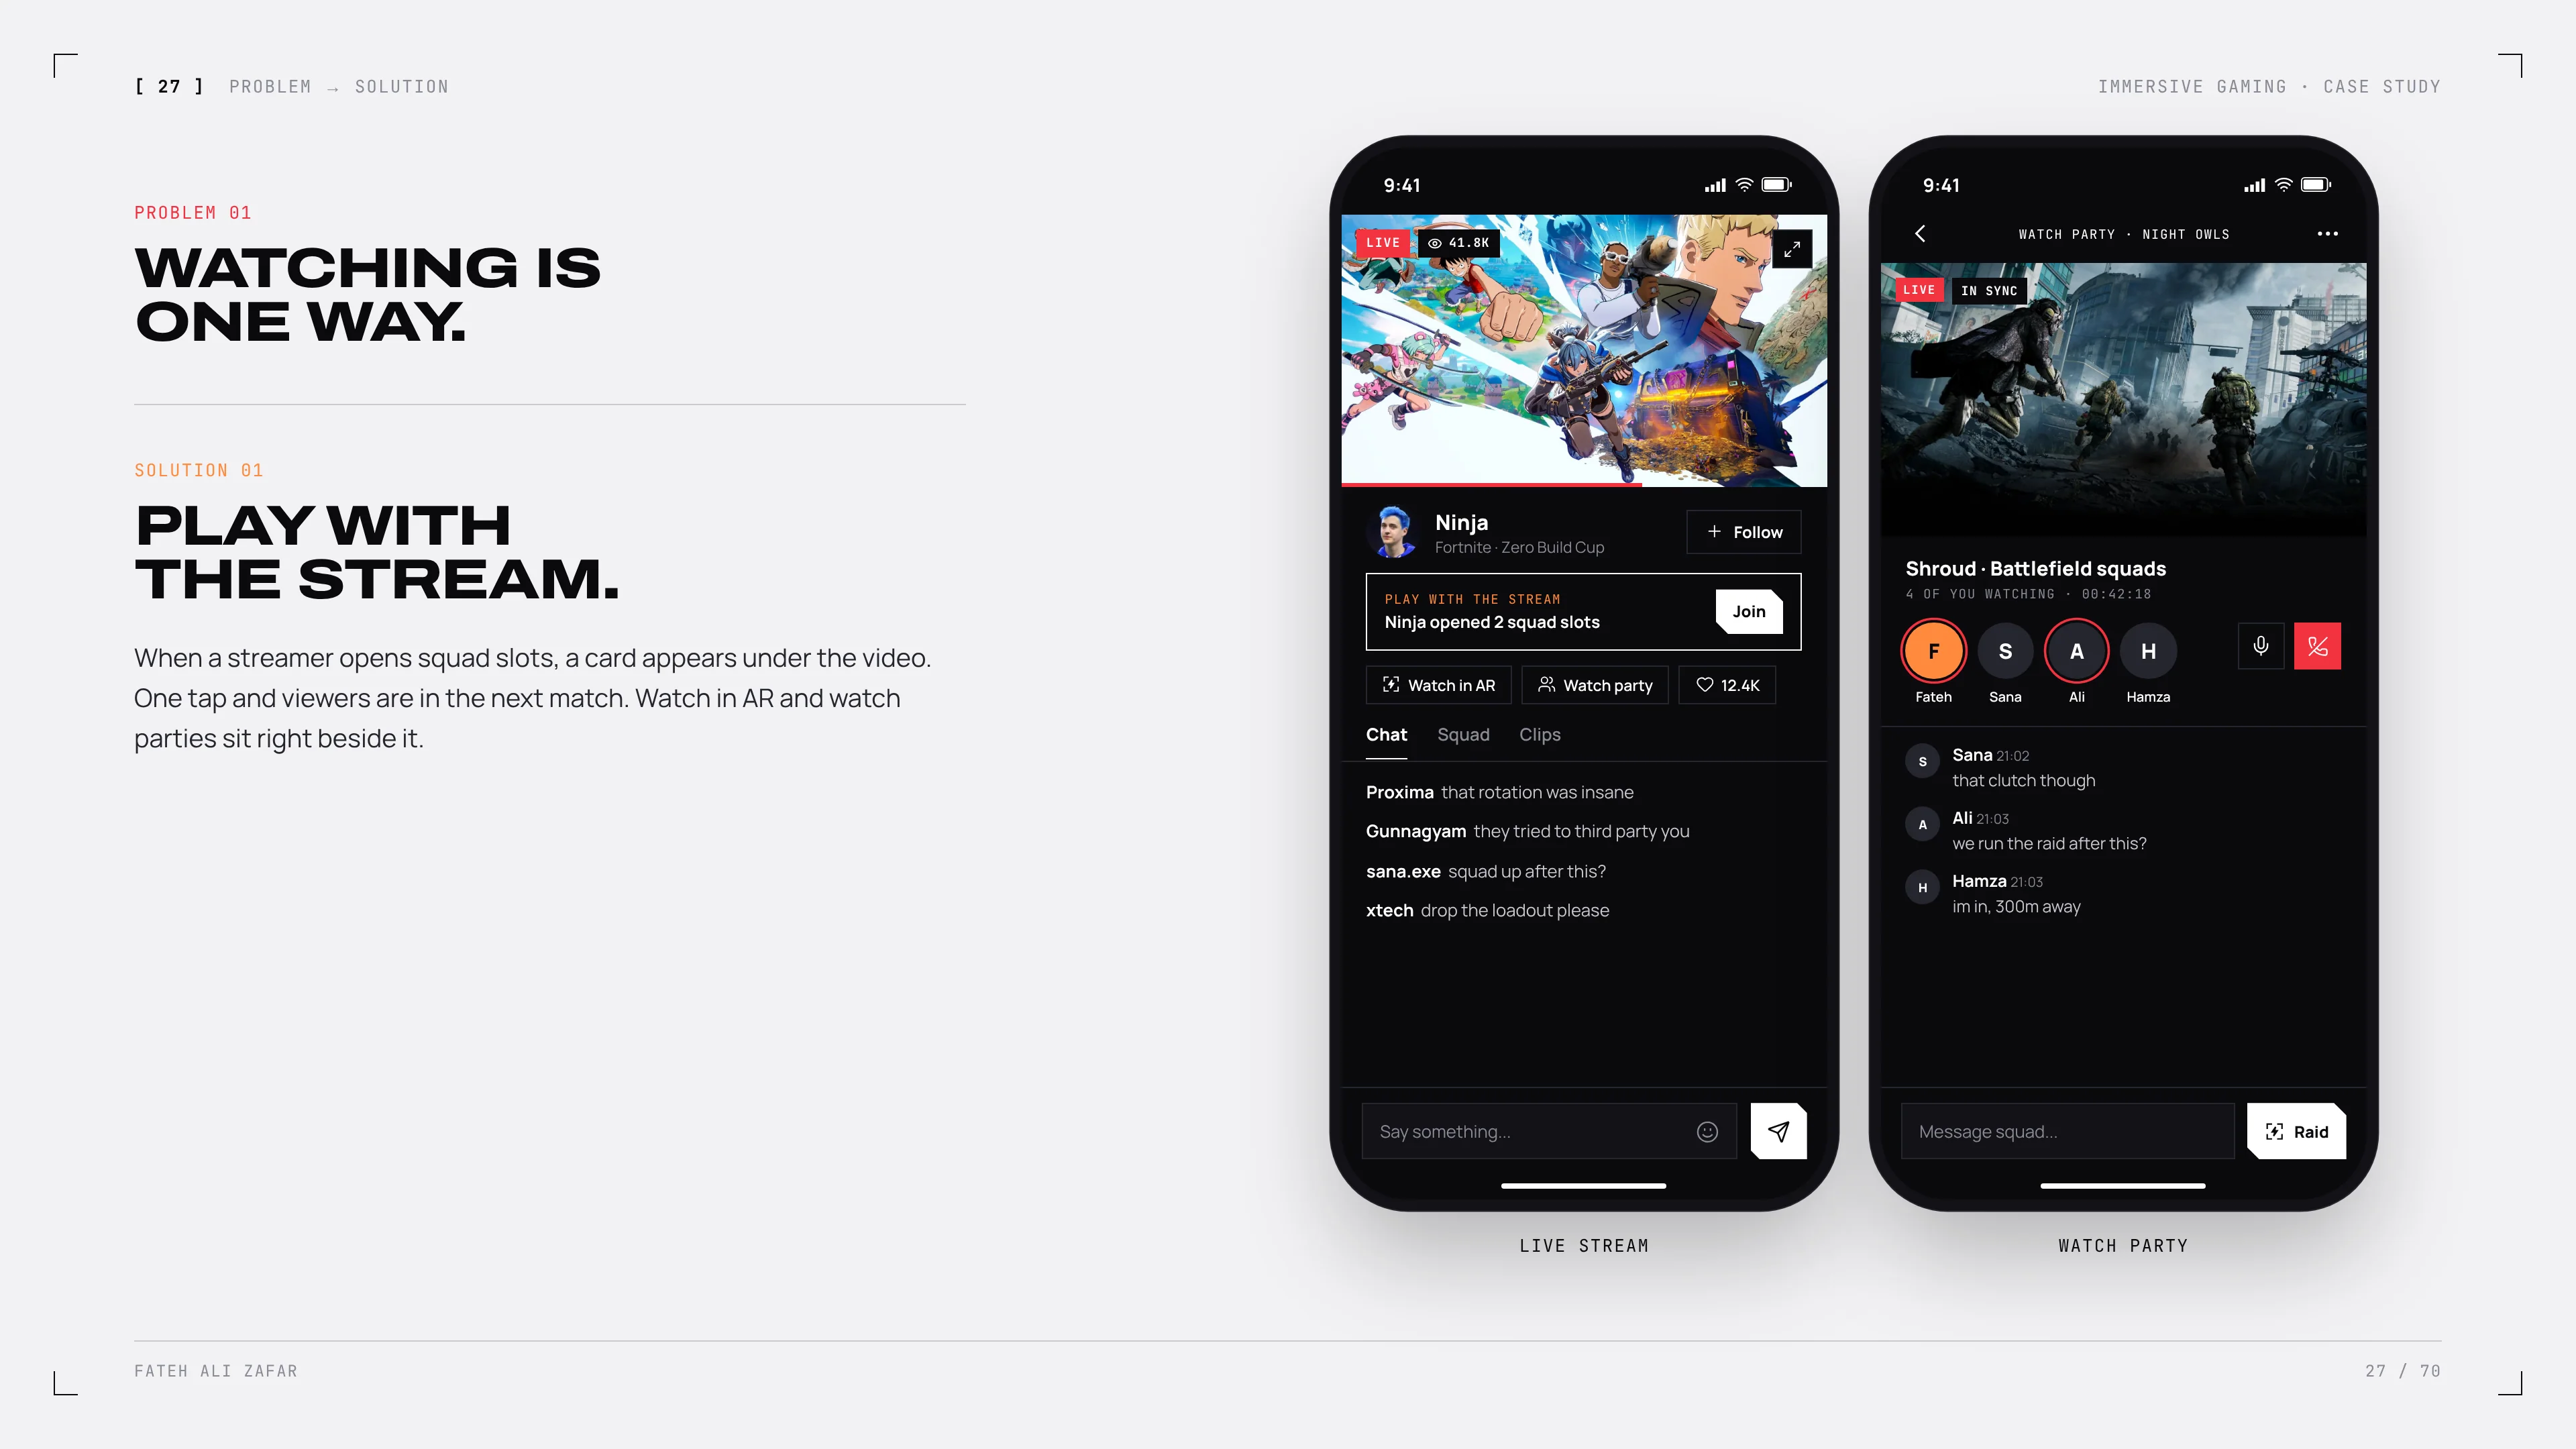 [ 27 ] PROBLEM → SOLUTION
IMMERSIVE GAMING · CASE STUDY
PROBLEM 01
WATCHING IS
ONE WAY.
SOLUTION 01
PLAY WITH
THE STREAM.
When a streamer opens squad slots, a card appears under the video.
One tap and viewers are in the next match. Watch in AR and watch
parties sit right beside it.
9:41
LIVE 41.8K
Ninja
Fortnite · Zero Build Cup
Follow
PLAY WITH THE STREAM
Ninja opened 2 squad slots
Join
Watch in AR Watch party 12.4K
Chat Squad Clips
Proxima that rotation was insane
Gunnagyam they tried to third party you
sana.exe squad up after this?
xtech drop the loadout please
Say something...
LIVE STREAM
9:41
WATCH PARTY · NIGHT OWLS
LIVE IN SYNC
Shroud · Battlefield squads
4 OF YOU WATCHING · 00:42:18
F S A H
Fateh Sana Ali Hamza
S
Sana 21:02
that clutch though
A
Ali 21:03
we run the raid after this?
H
Hamza 21:03
im in, 300m away
Message squad...
Raid
WATCH PARTY
FATEH ALI ZAFAR
27 / 70